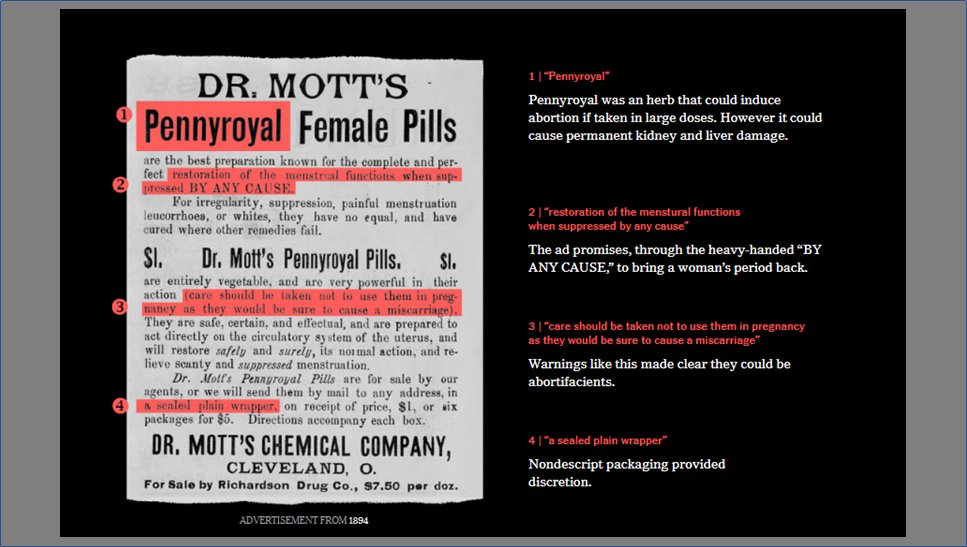 DR. MOTT'S
1
Pennyroyal Female Pills
are the best preparation known for the complete and per-
fect restoration of the menstrual functions when sup-
2
pressed BY ANY CAUSE.
For irregularity, suppression, painful menstruation
leucorrhoea, or whites, they have no equal, and have
cured where other remedies fail.
$1. Dr. Mott's Pennyroyal Pills. $1.
are entirely vegetable, and are very powerful in their
action (care should be taken not to use them in preg-
3
nancy as they would be sure to cause a miscarriage).
They are safe, certain, and effectual, and are prepared to
act directly on the circulatory system of the uterus, and
will restore safely and surely, its normal action, and re-
lieve scanty and suppressed menstruation.
Dr. Mott's Pennyroyal Pills are for sale by our
agents, or we will send them by mail to any address, in
4
a sealed plain wrapper, on receipt of price, $1, or six
packages for $5. Directions accompany each box.
DR. MOTT'S CHEMICAL COMPANY,
CLEVELAND, O.
For Sale by Richardson Drug Co., $7.50 per doz.
ADVERTISEMENT FROM 1894
1 | “Pennyroyal”
Pennyroyal was an herb that could induce
abortion if taken in large doses. However it could
cause permanent kidney and liver damage.
2 | “restoration of the menstural functions
when suppressed by any cause”
The ad promises, through the heavy-handed “BY
ANY CAUSE,” to bring a woman’s period back.
3 | “care should be taken not to use them in pregnancy
as they would be sure to cause a miscarriage”
Warnings like this made clear they could be
abortifacients.
4 | “a sealed plain wrapper”
Nondescript packaging provided
discretion.